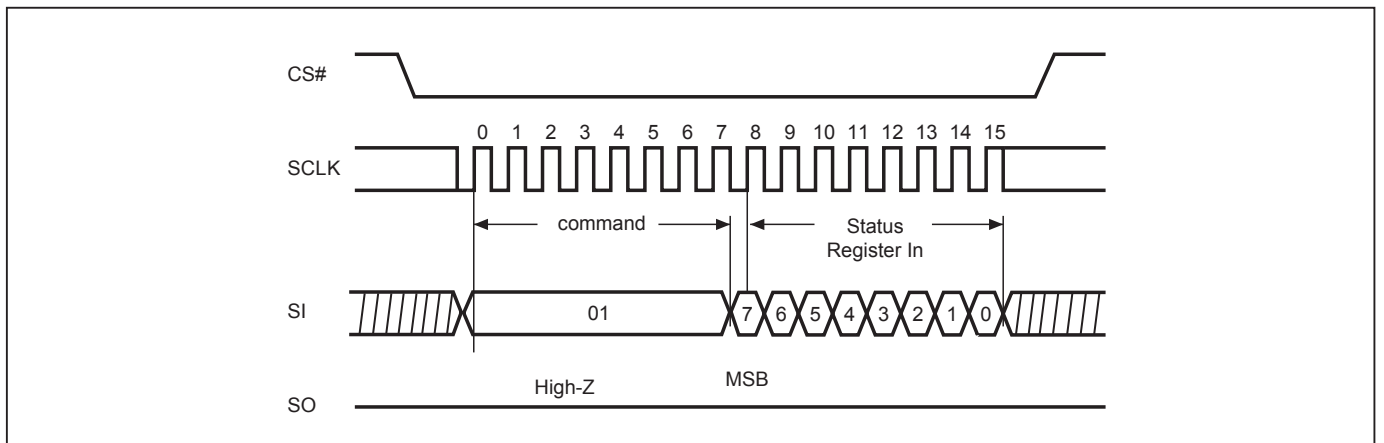 CS#
0 1 2 3 4 5 6 7 8 9 10 11 12 13 14 15
SCLK
command
Status
Register In
SI
01
7 6 5 4 3 2 1 0
High-Z
MSB
SO